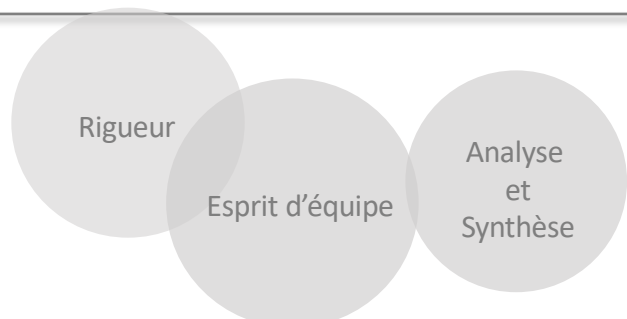 Rigueur
Esprit d’équipe
Analyse
et
Synthèse